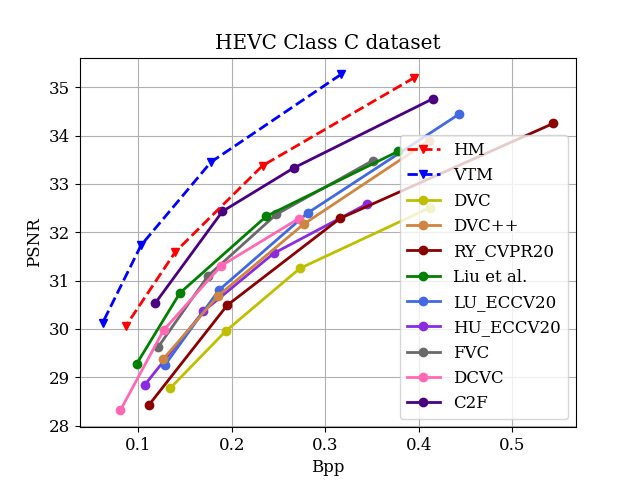 HEVC Class C dataset
PSNR
35
34
33
32
31
30
29
28
0.1
0.2
0.3
0.4
0.5
Bpp
HM
VTM
DVC
DVC++
RY_CVPR20
Liu et al.
LU_ECCV20
HU_ECCV20
FVC
DCVC
C2F